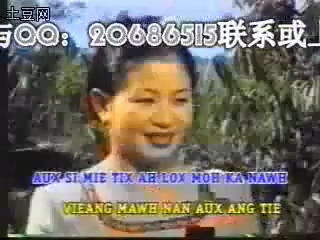 土豆网
与QQ：20686515联系或上
AUX SI MIE TIX AH LOX MOH KA NAWH
VIEANG MAWH NAN AUX ANG TIE